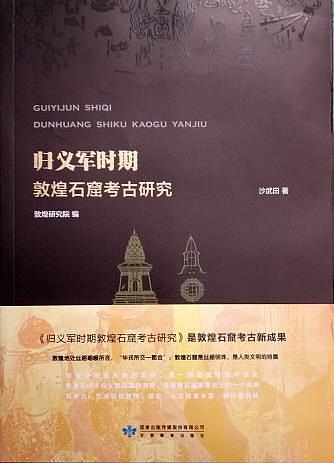 GUIYIJUN SHIQI
DUNHUANG SHIKU KAOGU YANJIU
归义军时期
敦煌石窟考古研究
沙武田 著
敦煌研究院 编
《归义军时期敦煌石窟考古研究》是敦煌石窟考古新成果
敦煌地处丝路咽喉所在，“华戎所交一都会”；敦煌石窟是丝路明珠，是人类文明的结晶
读者出版传媒股份有限公司
甘肃教育出版社